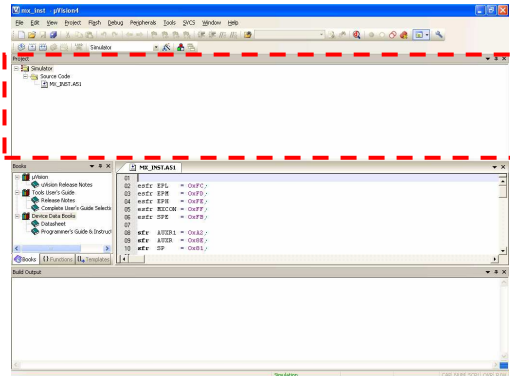 mx_inst - µVision4
File Edit View Project Flash Debug Peripherals Tools SVCS Window Help
Simulator
Project
Simulator
Source Code
MX_INST.A51
Books
µVision
µVision Release Notes
Tools User's Guide
Release Notes
Complete User's Guide Selecti
Device Data Books
Datasheet
Programmer's Guide & Instruct
Books {} Functions Templates
MX_INST.A51
01
02 esfr EPL = 0xFC;
03 esfr EPM = 0xFD;
04 esfr EPH = 0xFE;
05 esfr MXCON = 0xFF;
06 esfr SPE = 0xFB;
07
08 sfr AUXR1 = 0xA2;
09 sfr AUXR = 0x8E;
10 sfr SP = 0x81;
Build Output
Simulation
CAP NUM SCRL OVR R/W